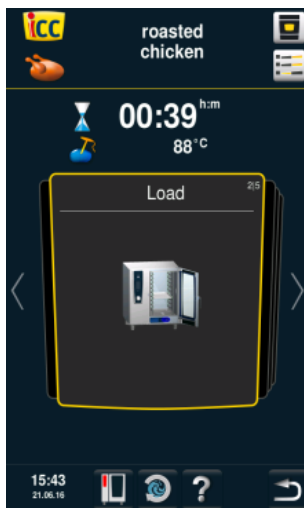 icc
roasted
chicken
00:39 h:m
88°C
Load
2|5
15:43
21.06.16
?